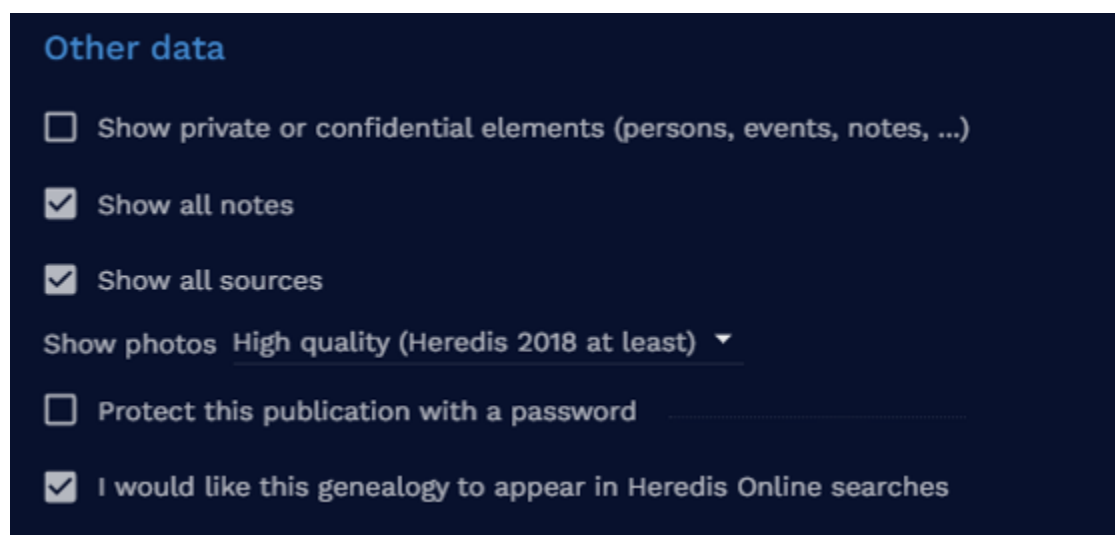 Other data
Show private or confidential elements (persons, events, notes, ...)
Show all notes
Show all sources
Show photos High quality (Heredis 2018 at least)
Protect this publication with a password
I would like this genealogy to appear in Heredis Online searches